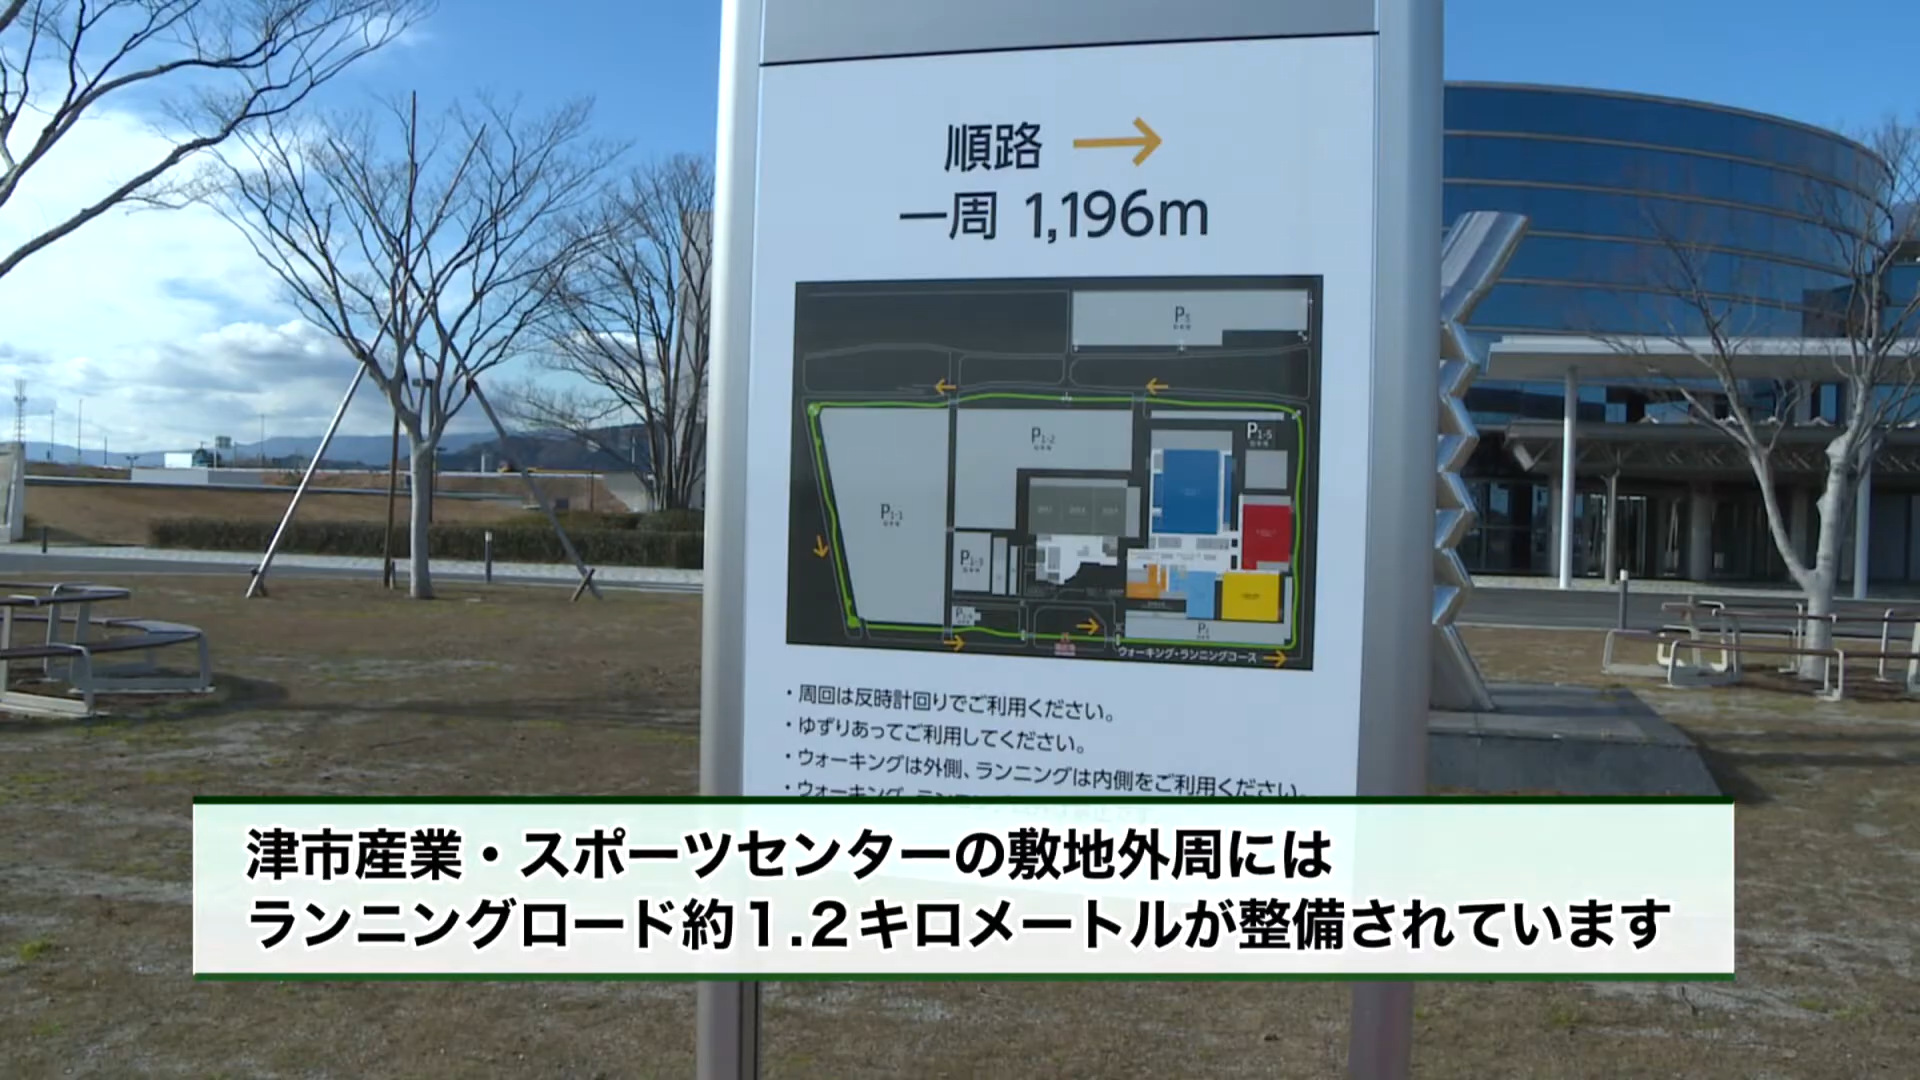 順路 →
一周 1,196m
P5
P1-2
P1-5
P1-1
P1-3
P1
ウォーキング・ランニングコース
・周回は反時計回りでご利用ください。
・ゆずりあってご利用してください。
・ウォーキングは外側、ランニングは内側をご利用ください。
津市産業・スポーツセンターの敷地外周には
ランニングロード約1.2キロメートルが整備されています